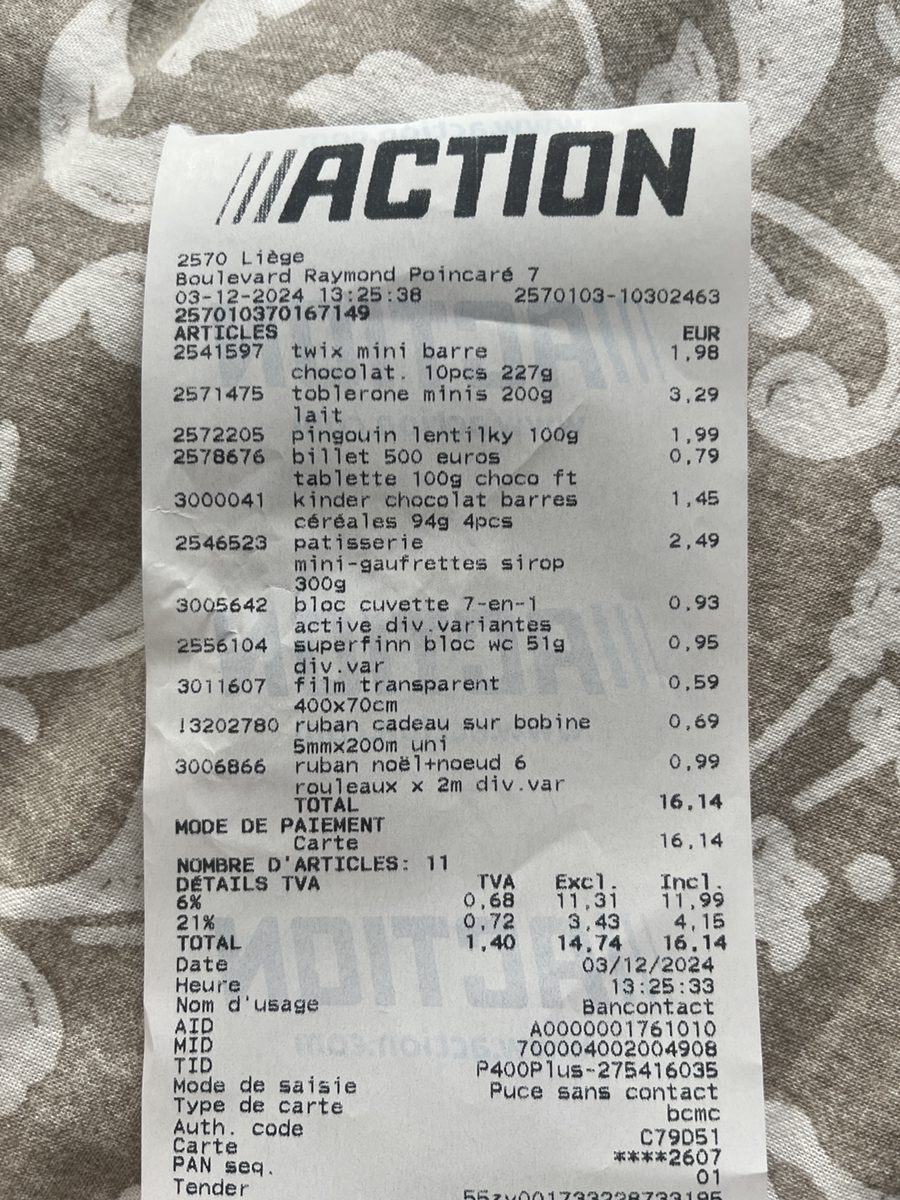 ACTION
2570 Liège
Boulevard Raymond Poincaré 7
03-12-2024 13:25:38 2570103-10302463
257010370167149
ARTICLES EUR
2541597 twix mini barre 1,98
chocolat. 10pcs 227g
2571475 toblerone minis 200g 3,29
lait
2572205 pingouin lentilky 100g 1,99
2578676 billet 500 euros 0,79
tablette 100g choco ft
3000041 kinder chocolat barres 1,45
céréales 94g 4pcs
2546523 patisserie 2,49
mini-gaufrettes sirop
300g
3005642 bloc cuvette 7-en-1 0,93
active div.variantes
2556104 superfinn bloc wc 51g 0,95
div.var
3011607 film transparent 0,59
400x70cm
13202780 ruban cadeau sur bobine 0,69
5mmx200m uni
3006866 ruban noël+noeud 6 0,99
rouleaux x 2m div.var
TOTAL 16,14
MODE DE PAIEMENT
Carte 16,14
NOMBRE D'ARTICLES: 11
DÉTAILS TVA TVA Excl. Incl.
6% 0,68 11,31 11,99
21% 0,72 3,43 4,15
TOTAL 1,40 14,74 16,14
Date 03/12/2024
Heure 13:25:33
Nom d'usage Bancontact
AID A0000001761010
MID 700004002004908
TID P400Plus-275416035
Mode de saisie Puce sans contact
Type de carte bcmc
Auth. code C79D51
Carte ****2607
PAN seq. 01
Tender